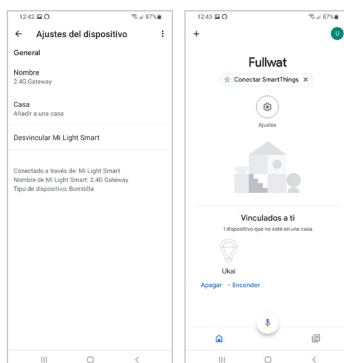 12:42
87%
Ajustes del dispositivo
General
Nombre
2.4G Gateway
Casa
Añadir a una casa
Desvincular Mi Light Smart
Conectado a través de: Mi Light Smart
Nombre de Mi Light Smart: 2.4G Gateway
Tipo de dispositivo: Bombilla
12:43
87%
U
Fullwat
Conectar SmartThings
Ajustes
Vinculados a ti
1 dispositivo que no está en una casa
Ukai
Apagar • Encender